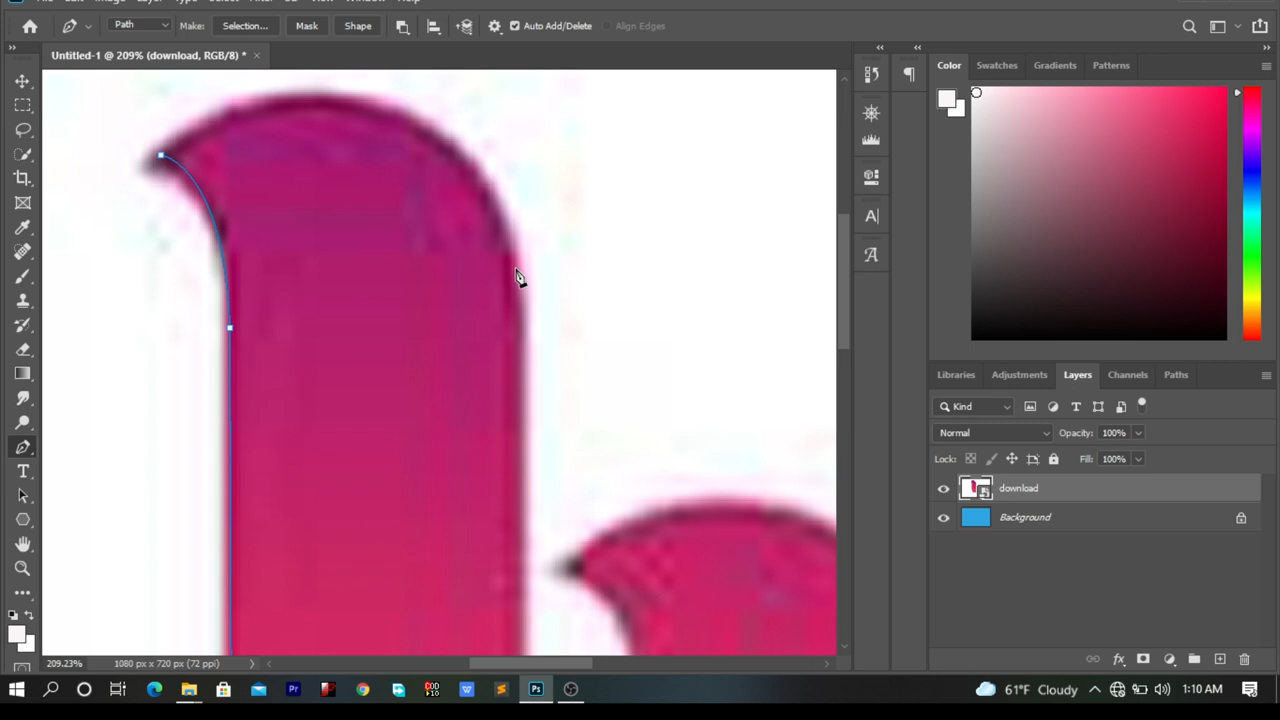 Path
Make:
Selection...
Mask
Shape
Auto Add/Delete
Align Edges
Untitled-1 @ 209% (download, RGB/8) *
Color
Swatches
Gradients
Patterns
Libraries
Adjustments
Layers
Channels
Paths
Kind
Normal
Opacity: 100%
Lock:
Fill: 100%
download
Background
209.23%
1080 px x 720 px (72 ppi)
61°F Cloudy
1:10 AM